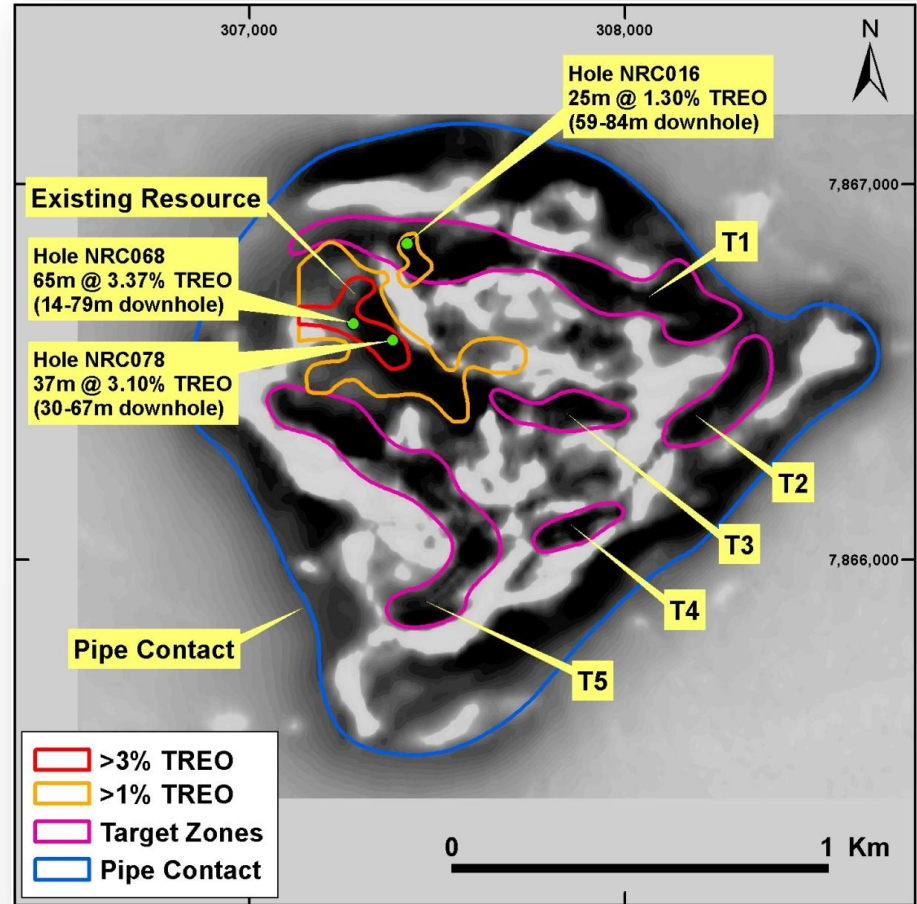 307,000
308,000
N
Hole NRC016
25m @ 1.30% TREO
(59-84m downhole)
7,867,000
Existing Resource
T1
Hole NRC068
65m @ 3.37% TREO
(14-79m downhole)
Hole NRC078
37m @ 3.10% TREO
(30-67m downhole)
T2
T3
7,866,000
T4
Pipe Contact
T5
>3% TREO
>1% TREO
Target Zones
Pipe Contact
0
1 Km